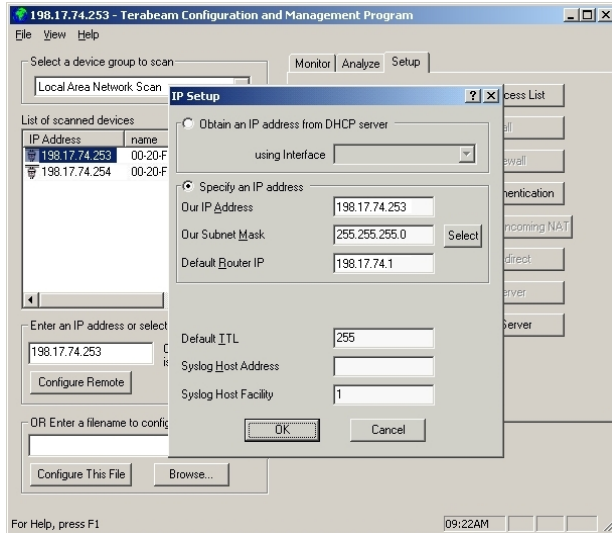 198.17.74.253 - Terabeam Configuration and Management Program
File View Help
Select a device group to scan
Local Area Network Scan
List of scanned devices
IP Address name
198.17.74.253 00-20-F
198.17.74.254 00-20-F
Enter an IP address or select
198.17.74.253
Configure Remote
OR Enter a filename to config
Configure This File Browse...
Monitor Analyze Setup
cess List
all
ewall
hentication
ncoming NAT
direct
erver
Server
IP Setup
Obtain an IP address from DHCP server
using Interface
Specify an IP address
Our IP Address 198.17.74.253
Our Subnet Mask 255.255.255.0 Select
Default Router IP 198.17.74.1
Default TTL 255
Syslog Host Address
Syslog Host Facility 1
OK Cancel
For Help, press F1 09:22AM